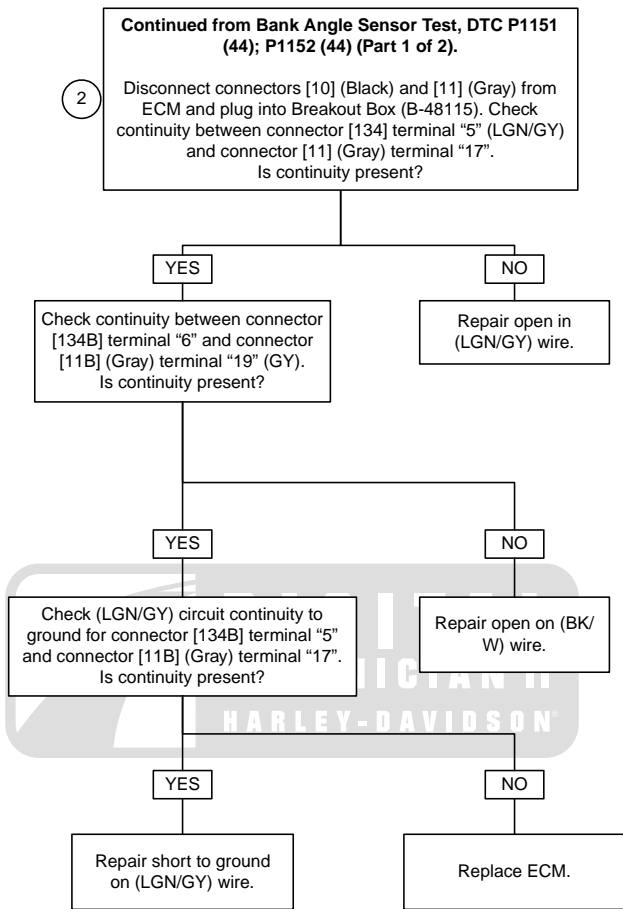 Continued from Bank Angle Sensor Test, DTC P1151
(44); P1152 (44) (Part 1 of 2).
2
Disconnect connectors [10] (Black) and [11] (Gray) from
ECM and plug into Breakout Box (B-48115). Check
continuity between connector [134] terminal “5” (LGN/GY)
and connector [11] (Gray) terminal “17”.
Is continuity present?
YES
NO
Check continuity between connector
[134B] terminal “6” and connector
[11B] (Gray) terminal “19” (GY).
Is continuity present?
Repair open in
(LGN/GY) wire.
YES
NO
Check (LGN/GY) circuit continuity to
ground for connector [134B] terminal “5”
and connector [11B] (Gray) terminal “17”.
Is continuity present?
Repair open on (BK/
W) wire.
HARLEY-DAVIDSON®
YES
NO
Repair short to ground
on (LGN/GY) wire.
Replace ECM.